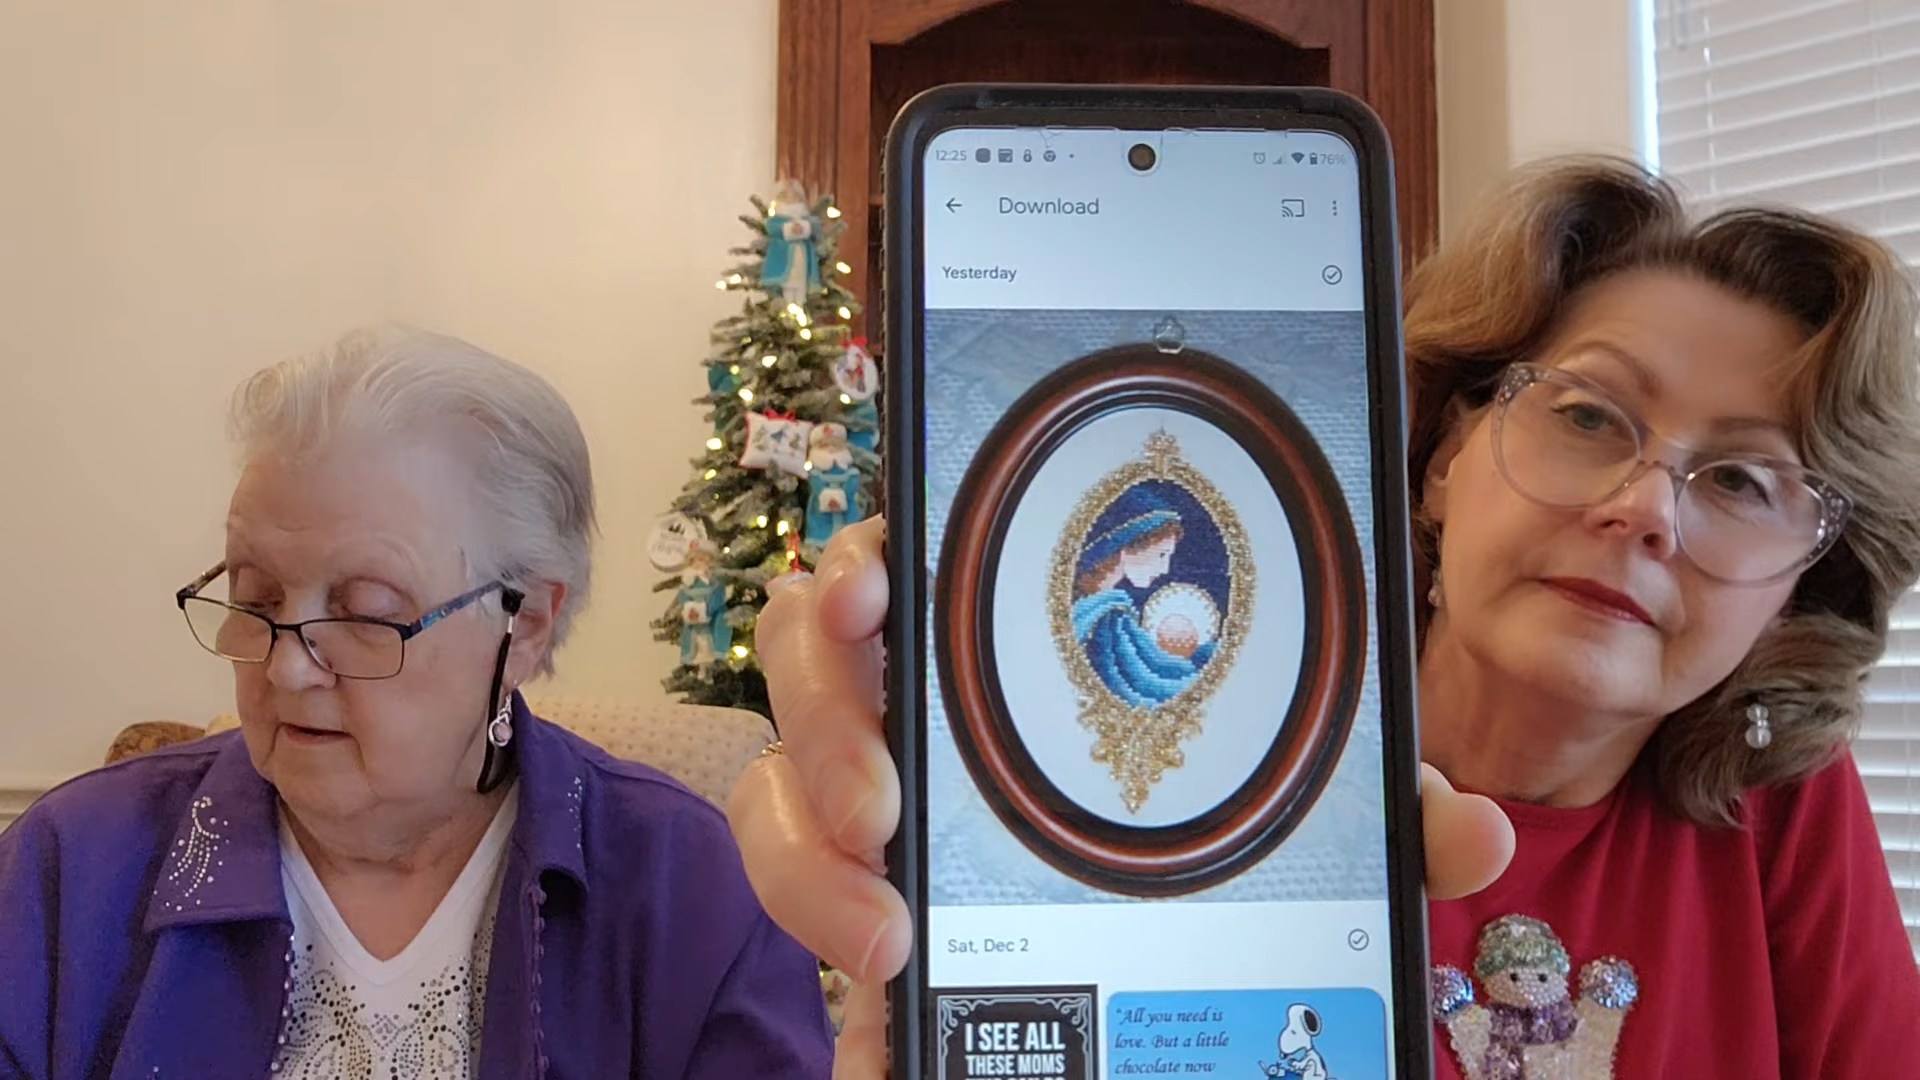 12:25
76%
Download
Yesterday
Sat, Dec 2
I SEE ALL
THESE MOMS
"All you need is
love. But a little
chocolate now